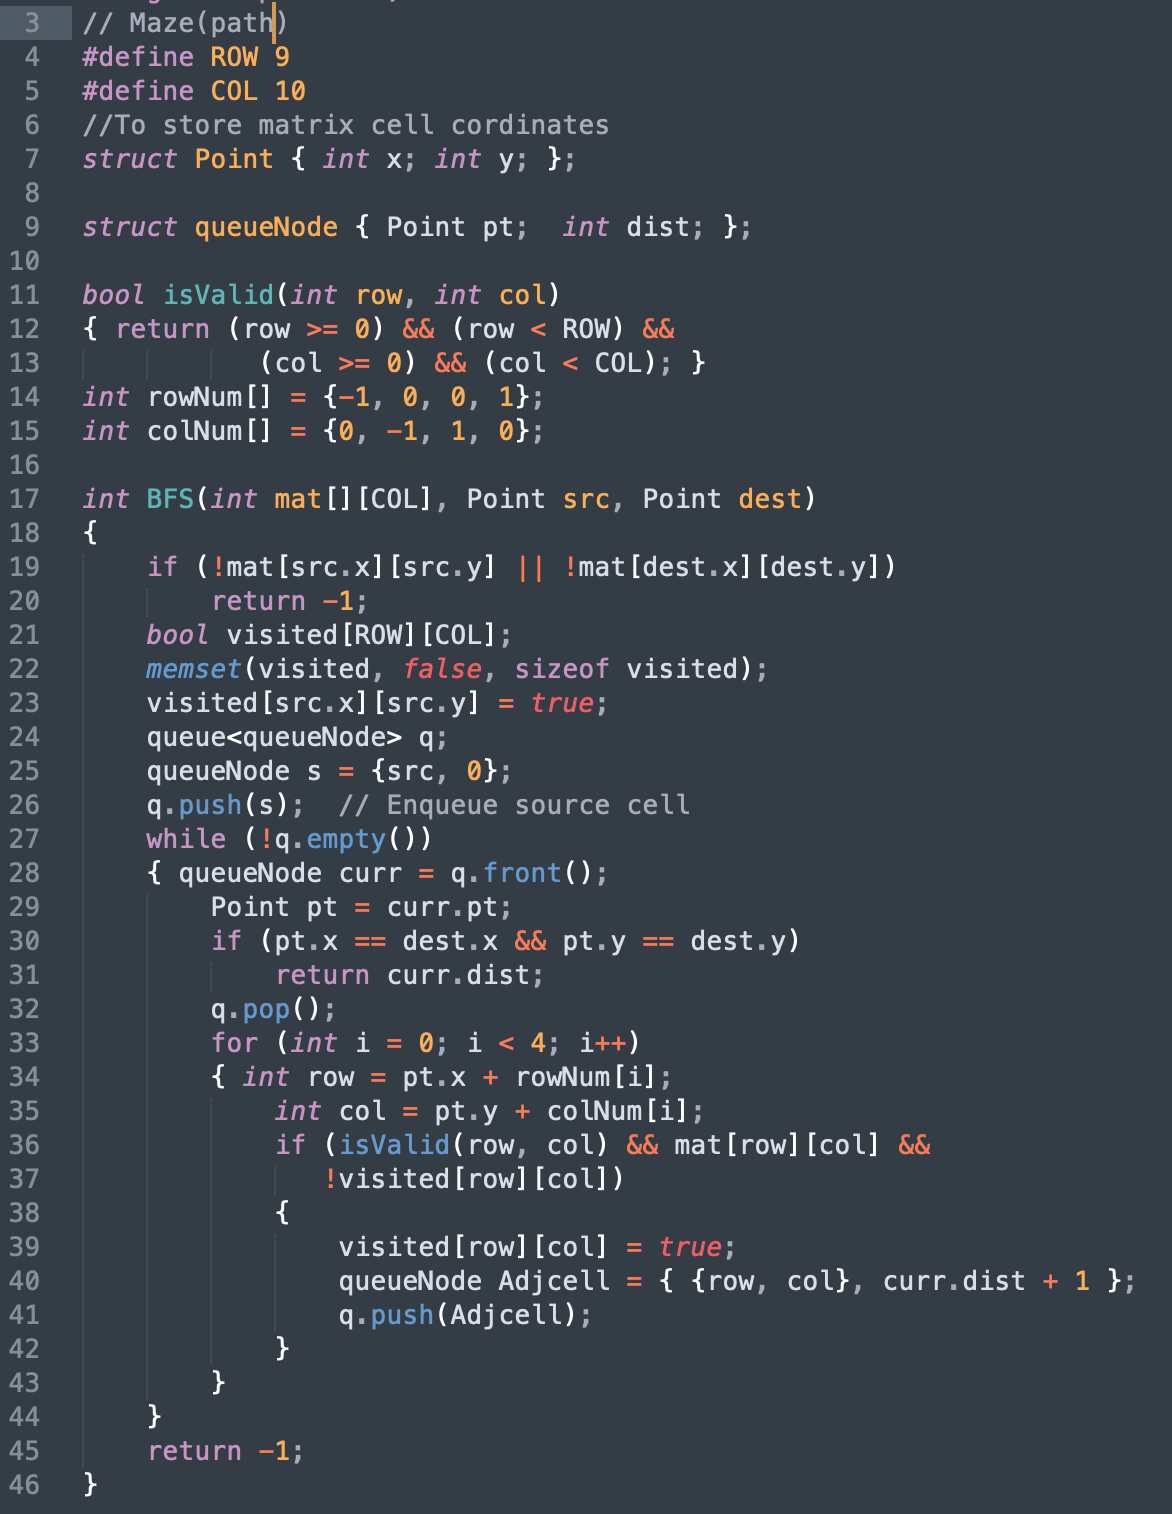 3 // Maze(path)
4 #define ROW 9
5 #define COL 10
6 //To store matrix cell cordinates
7 struct Point { int x; int y; };
8
9 struct queueNode { Point pt;  int dist; };
10
11 bool isValid(int row, int col)
12 { return (row >= 0) && (row < ROW) &&
13            (col >= 0) && (col < COL); }
14 int rowNum[] = {-1, 0, 0, 1};
15 int colNum[] = {0, -1, 1, 0};
16
17 int BFS(int mat[][COL], Point src, Point dest)
18 {
19     if (!mat[src.x][src.y] || !mat[dest.x][dest.y])
20         return -1;
21     bool visited[ROW][COL];
22     memset(visited, false, sizeof visited);
23     visited[src.x][src.y] = true;
24     queue<queueNode> q;
25     queueNode s = {src, 0};
26     q.push(s);  // Enqueue source cell
27     while (!q.empty())
28     { queueNode curr = q.front();
29         Point pt = curr.pt;
30         if (pt.x == dest.x && pt.y == dest.y)
31             return curr.dist;
32         q.pop();
33         for (int i = 0; i < 4; i++)
34         { int row = pt.x + rowNum[i];
35             int col = pt.y + colNum[i];
36             if (isValid(row, col) && mat[row][col] &&
37                !visited[row][col])
38             {
39                 visited[row][col] = true;
40                 queueNode Adjcell = { {row, col}, curr.dist + 1 };
41                 q.push(Adjcell);
42             }
43         }
44     }
45     return -1;
46 }